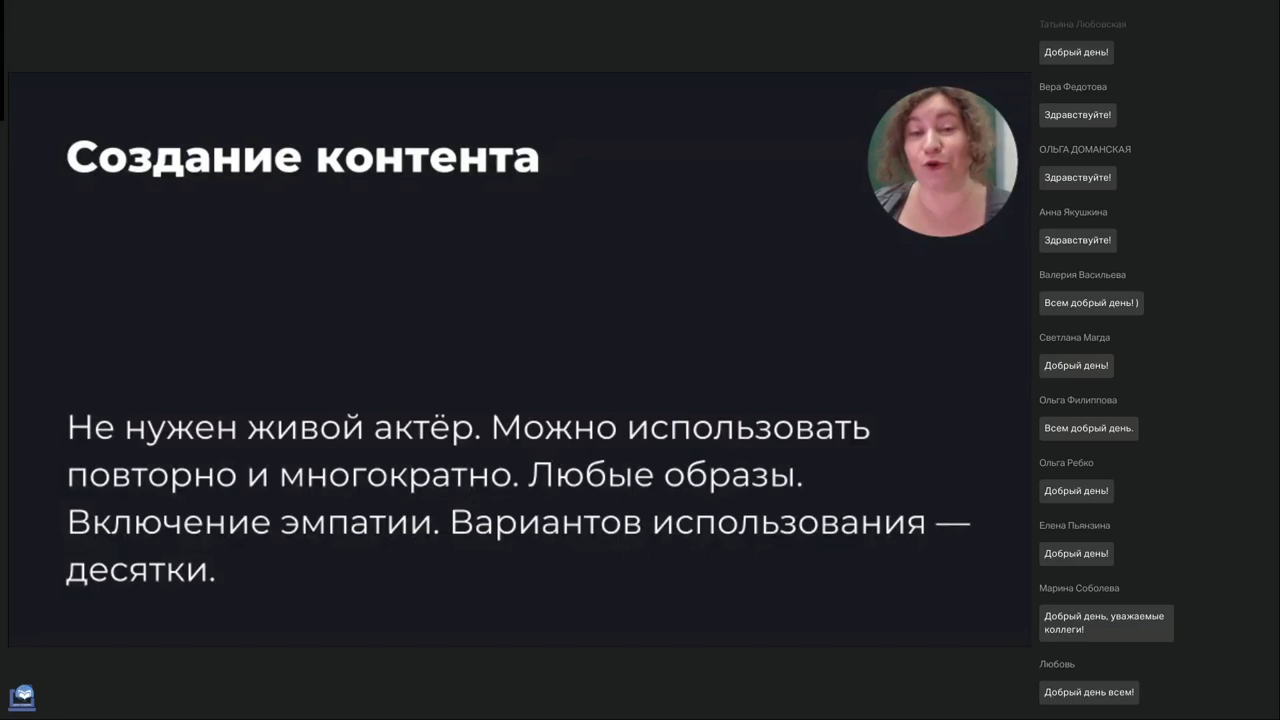 Создание контента
Не нужен живой актёр. Можно использовать
повторно и многократно. Любые образы.
Включение эмпатии. Вариантов использования —
десятки.
Татьяна Любовская
Добрый день!
Вера Федотова
Здравствуйте!
ОЛЬГА ДОМАНСКАЯ
Здравствуйте!
Анна Якушкина
Здравствуйте!
Валерия Васильева
Всем добрый день! )
Светлана Магда
Добрый день!
Ольга Филиппова
Всем добрый день.
Ольга Ребко
Добрый день!
Елена Пьянзина
Добрый день!
Марина Соболева
Добрый день, уважаемые
коллеги!
Любовь
Добрый день всем!